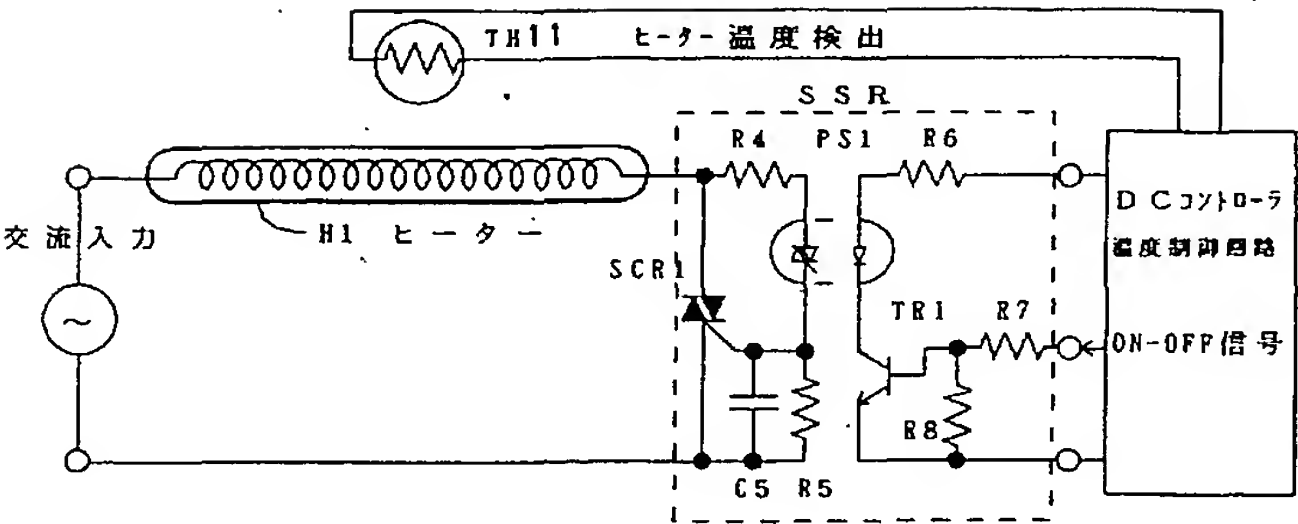 TH11 ヒーター温度検出
SSR
R4 PS1 R6
DCコントローラ
温度制御回路
交流入力
H1 ヒーター
SCR1
TR1 R7
ON-OFF信号
R8
C5 R5